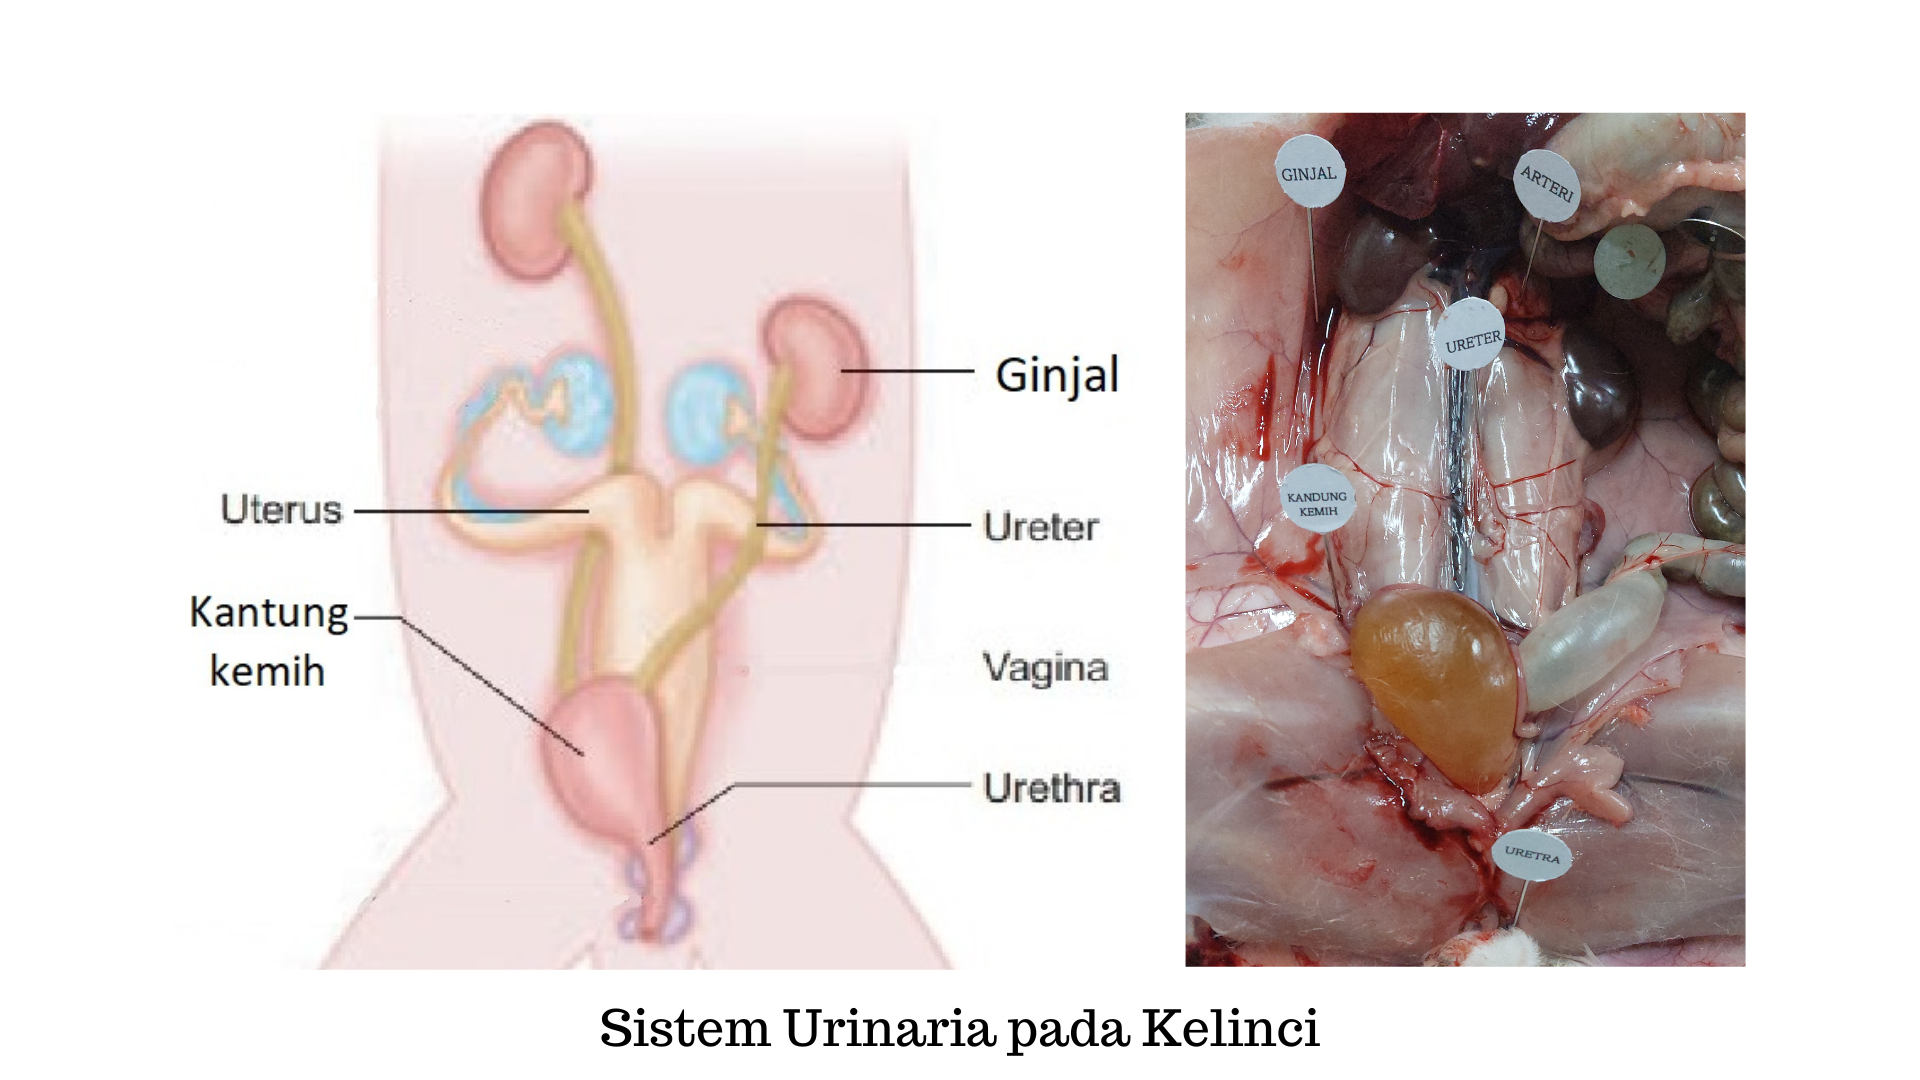 Ginjal
Uterus
Ureter
Kantung
kemih
Vagina
Urethra
GINJAL
ARTERI
URETER
KANDUNG
KEMIH
URETRA
Sistem Urinaria pada Kelinci